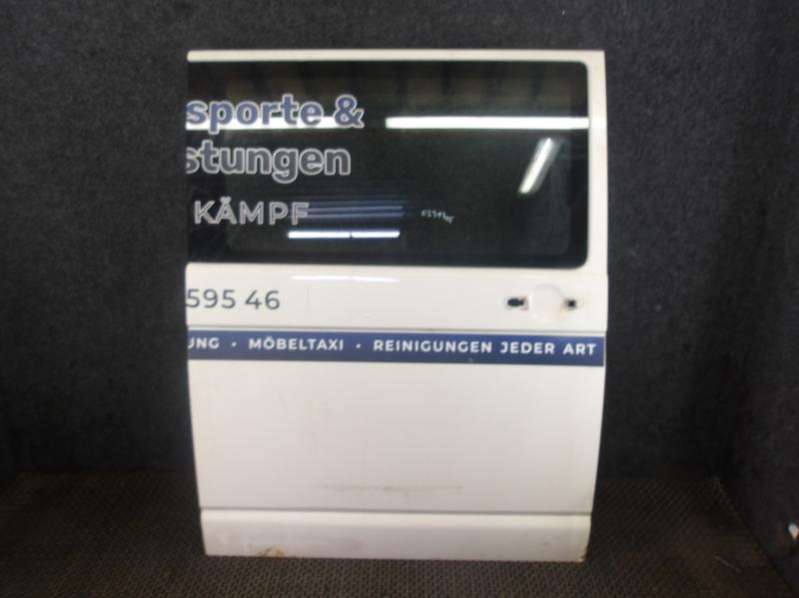 sporte &
stungen
KÄMPF
595 46
UNG • MÖBELTAXI • REINIGUNGEN JEDER ART